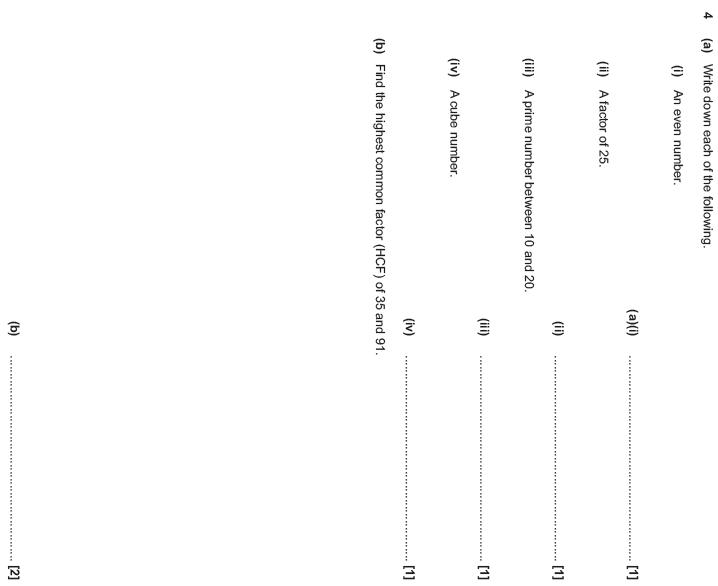 4 (a) Write down each of the following.
(i) An even number.
(a)(i) ........................................................ [1]
(ii) A factor of 25.
(ii) ........................................................ [1]
(iii) A prime number between 10 and 20.
(iii) ........................................................ [1]
(iv) A cube number.
(iv) ........................................................ [1]
(b) Find the highest common factor (HCF) of 35 and 91.
(b) ........................................................ [2]